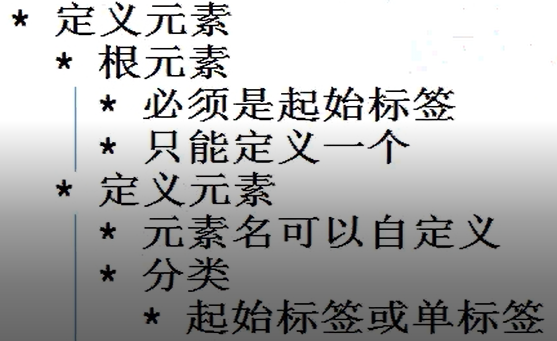 * 定义元素
* 根元素
* 必须是起始标签
* 只能定义一个
* 定义元素
* 元素名可以自定义
* 分类
* 起始标签或单标签